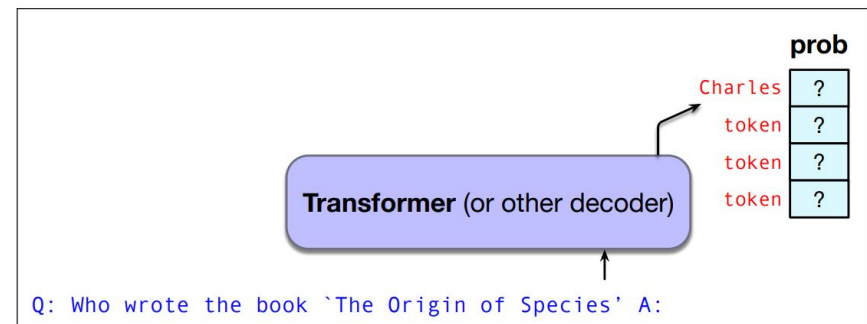 prob
Charles ?
token ?
token ?
token ?
Transformer (or other decoder)
Q: Who wrote the book `The Origin of Species’ A: